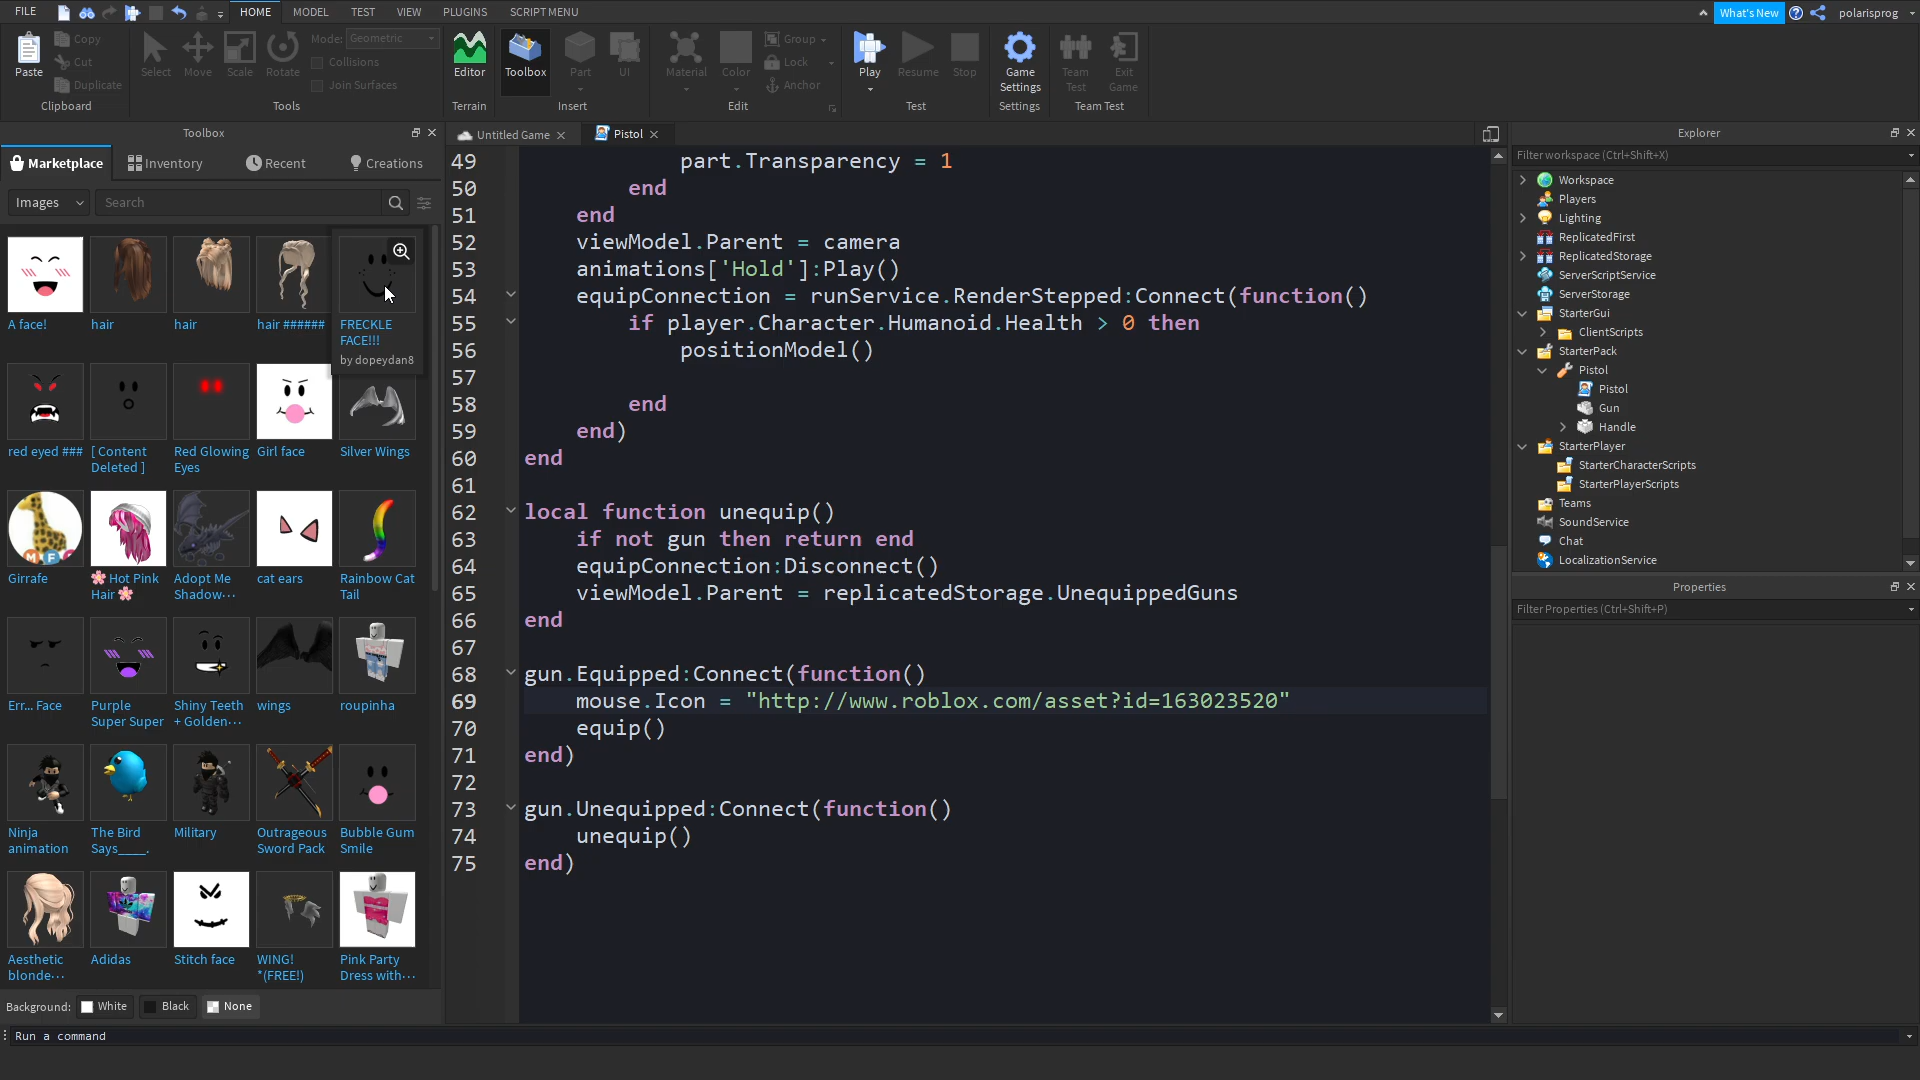 FILE
HOME
MODEL
TEST
VIEW
PLUGINS
SCRIPT MENU
What's New
polarisprog
Paste
Copy
Cut
Duplicate
Clipboard
Select
Move
Scale
Rotate
Mode: Geometric
Collisions
Join Surfaces
Tools
Editor
Terrain
Toolbox
Part
UI
Insert
Material
Color
Group
Lock
Anchor
Edit
Play
Resume
Stop
Test
Game
Settings
Settings
Team
Test
Exit
Game
Team Test
Toolbox
Marketplace
Inventory
Recent
Creations
Images
Search
A face!
hair
hair
hair ######
FRECKLE
FACE!!!
by dopeydan8
red eyed ###
[ Content
Deleted ]
Red Glowing
Eyes
Girl face
Silver Wings
Girrafe
🌸 Hot Pink
Hair 🌸
Adopt Me
Shadow···
cat ears
Rainbow Cat
Tail
Err... Face
Purple
Super Super
Shiny Teeth
+ Golden···
wings
roupinha
Ninja
animation
The Bird
Says____.
Military
Outrageous
Sword Pack
Bubble Gum
Smile
Aesthetic
blonde···
Adidas
Stitch face
WING!
*(FREE!)
Pink Party
Dress with···
Background:
White
Black
None
Run a command
Untitled Game
Pistol
49 part.Transparency = 1
50 end
51 end
52 viewModel.Parent = camera
53 animations['Hold']:Play()
54 equipConnection = runService.RenderStepped:Connect(function()
55 if player.Character.Humanoid.Health > 0 then
56 positionModel()
57
58 end
59 end)
60 end
61
62 local function unequip()
63 if not gun then return end
64 equipConnection:Disconnect()
65 viewModel.Parent = replicatedStorage.UnequippedGuns
66 end
67
68 gun.Equipped:Connect(function()
69 mouse.Icon = "http://www.roblox.com/asset?id=163023520"
70 equip()
71 end)
72
73 gun.Unequipped:Connect(function()
74 unequip()
75 end)
Explorer
Filter workspace (Ctrl+Shift+X)
Workspace
Players
Lighting
ReplicatedFirst
ReplicatedStorage
ServerScriptService
ServerStorage
StarterGui
ClientScripts
StarterPack
Pistol
Pistol
Gun
Handle
StarterPlayer
StarterCharacterScripts
StarterPlayerScripts
Teams
SoundService
Chat
LocalizationService
Properties
Filter Properties (Ctrl+Shift+P)